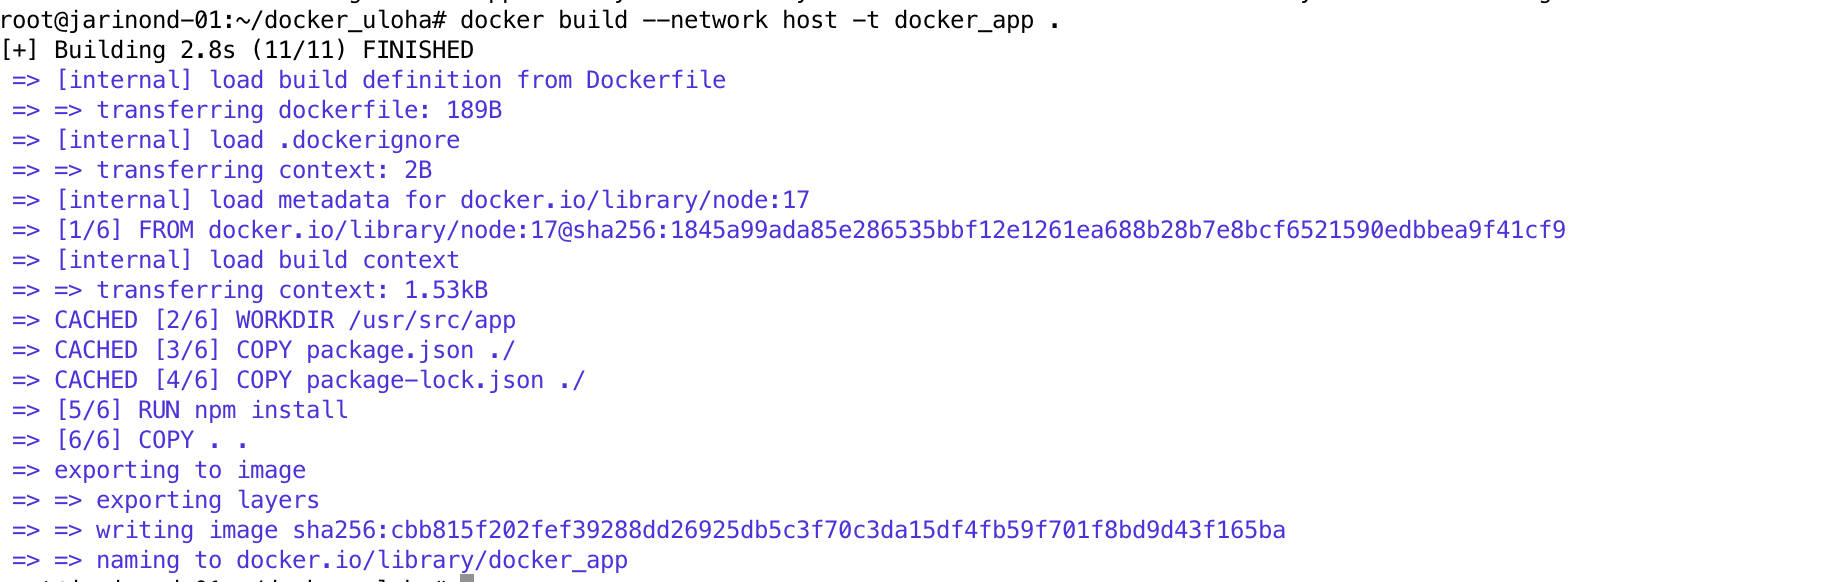 root@jarinond-01:~/docker_uloha# docker build --network host -t docker_app .
[+] Building 2.8s (11/11) FINISHED
=> [internal] load build definition from Dockerfile
=> => transferring dockerfile: 189B
=> [internal] load .dockerignore
=> => transferring context: 2B
=> [internal] load metadata for docker.io/library/node:17
=> [1/6] FROM docker.io/library/node:17@sha256:1845a99ada85e286535bbf12e1261ea688b28b7e8bcf6521590edbbea9f41cf9
=> [internal] load build context
=> => transferring context: 1.53kB
=> CACHED [2/6] WORKDIR /usr/src/app
=> CACHED [3/6] COPY package.json ./
=> CACHED [4/6] COPY package-lock.json ./
=> [5/6] RUN npm install
=> [6/6] COPY . .
=> exporting to image
=> => exporting layers
=> => writing image sha256:cbb815f202fef39288dd26925db5c3f70c3da15df4fb59f701f8bd9d43f165ba
=> => naming to docker.io/library/docker_app